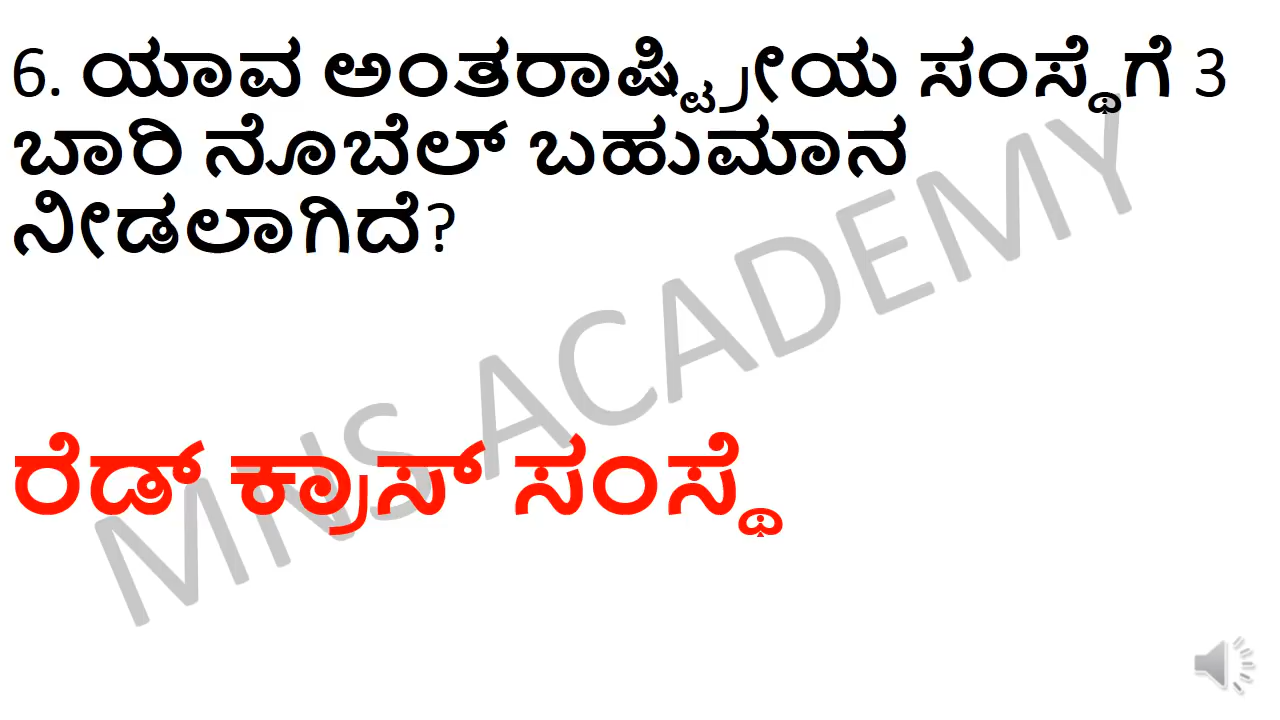 6. ಯಾವ ಅಂತರಾಷ್ಟ್ರೀಯ ಸಂಸ್ಥೆಗೆ 3
ಬಾರಿ ನೊಬೆಲ್ ಬಹುಮಾನ
ನೀಡಲಾಗಿದೆ?
MNS ACADEMY
ರೆಡ್ ಕ್ರಾಸ್ ಸಂಸ್ಥೆ